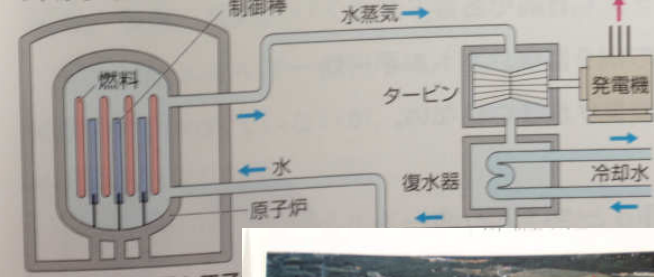 制御棒
水蒸気
燃料
タービン
発電機
水
復水器
冷却水
原子炉